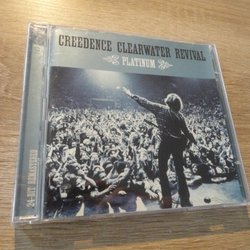 CREEDENCE CLEARWATER REVIVAL
PLATINUM
24-BIT REMASTERED